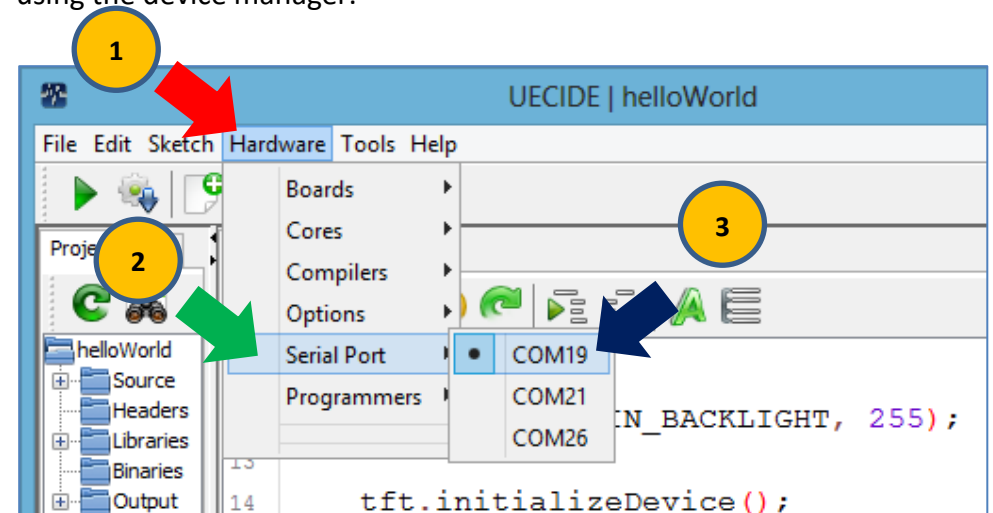 using the device manager.
1
UECIDE | helloWorld
File Edit Sketch Hardware Tools Help
Boards
Cores
3
Proje
2
Compilers
Options
helloWorld
Serial Port
COM19
Source
Programmers
COM21
Headers
IN_BACKLIGHT, 255);
Libraries
COM26
Binaries
13
Output
14 tft.initializeDevice();